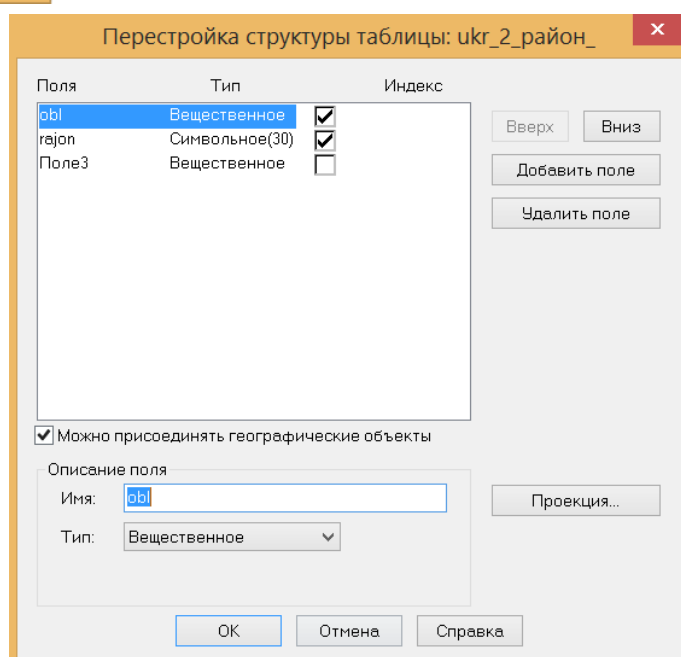 Перестройка структуры таблицы: ukr_2_район_
Поля Тип Индекс
obl Вещественное
rajon Символьное(30)
Поле3 Вещественное
Вверх Вниз
Добавить поле
Удалить поле
Можно присоединять географические объекты
Описание поля
Имя: obl
Проекция...
Тип: Вещественное
ОК Отмена Справка